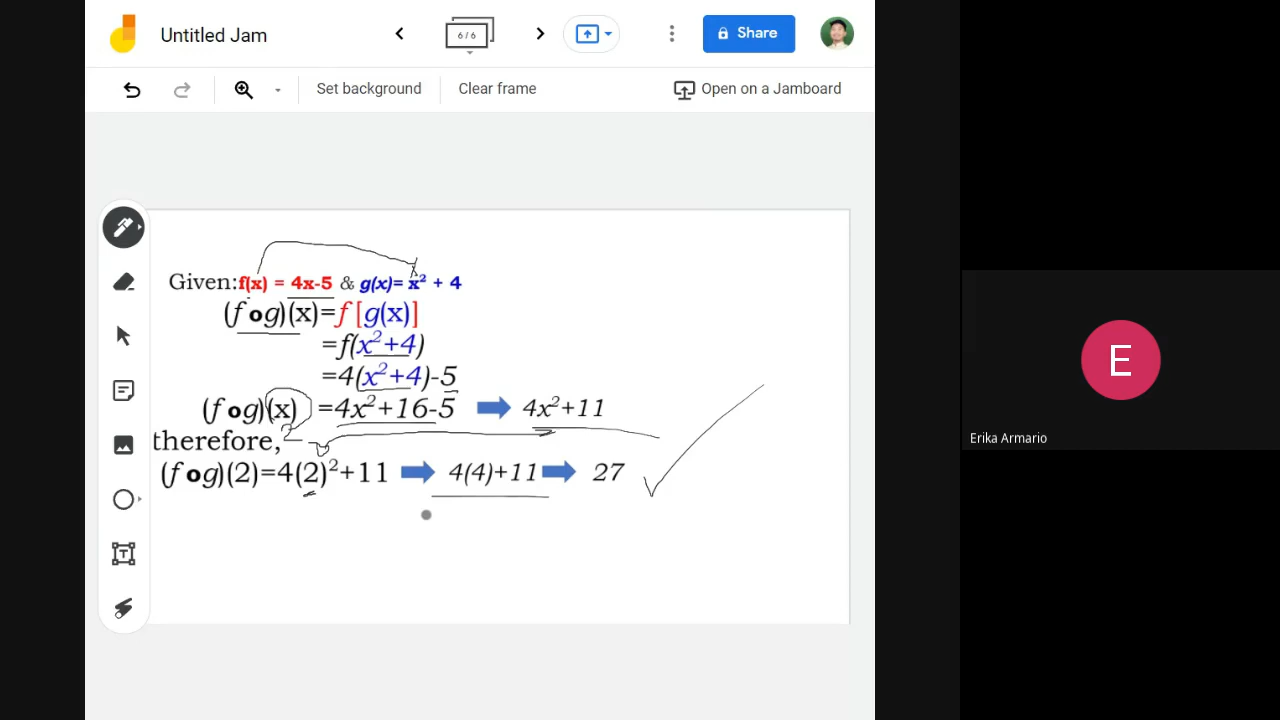 Untitled Jam
6/6
Share
Set background
Clear frame
Open on a Jamboard
Given:f(x) = 4x-5 & g(x)= x² + 4
(f o g)(x)=f [g(x)]
=f(x²+4)
=4(x²+4)-5
(f o g)(x) =4x²+16-5 ➡ 4x²+11
2
therefore,
(f o g)(2)=4(2)²+11 ➡ 4(4)+11 ➡ 27
E
Erika Armario